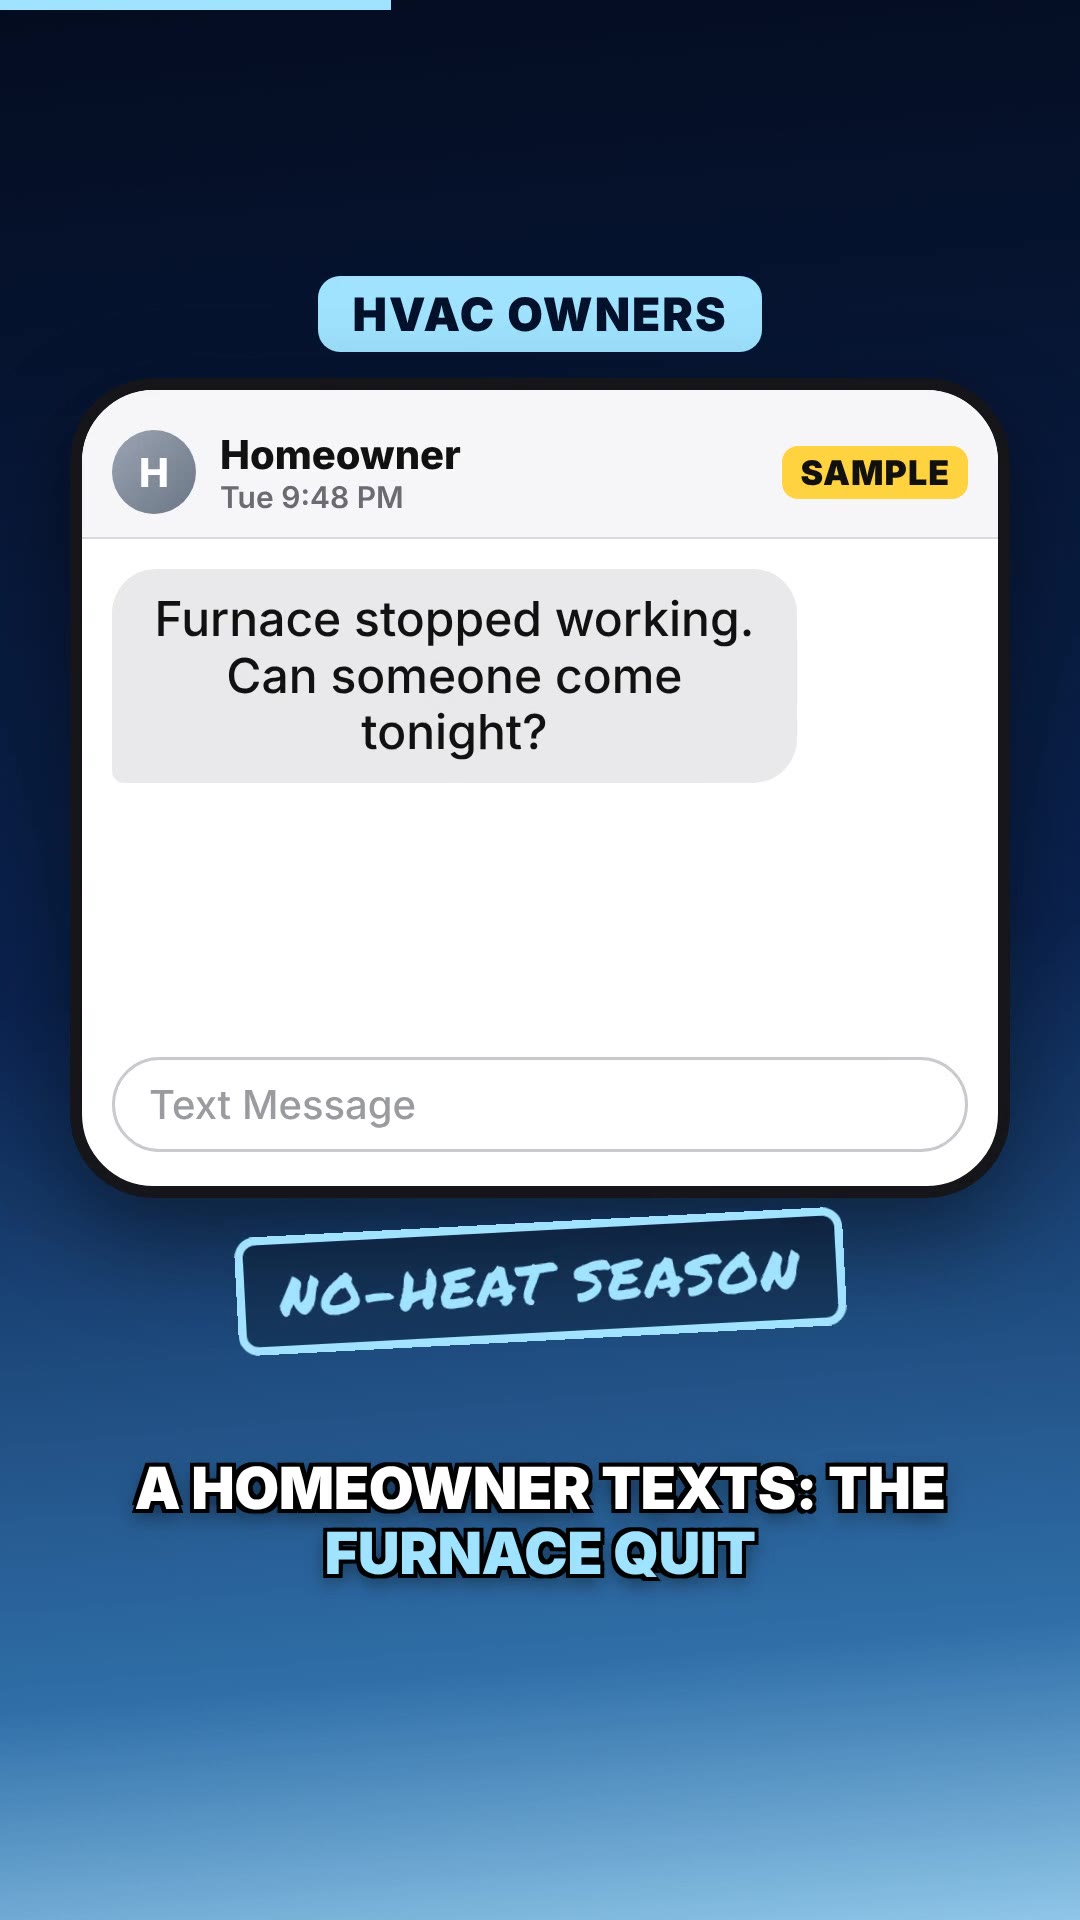 HVAC OWNERS
H
Homeowner
Tue 9:48 PM
SAMPLE
Furnace stopped working.
Can someone come
tonight?
Text Message
NO-HEAT SEASON
A HOMEOWNER TEXTS: THE
FURNACE QUIT